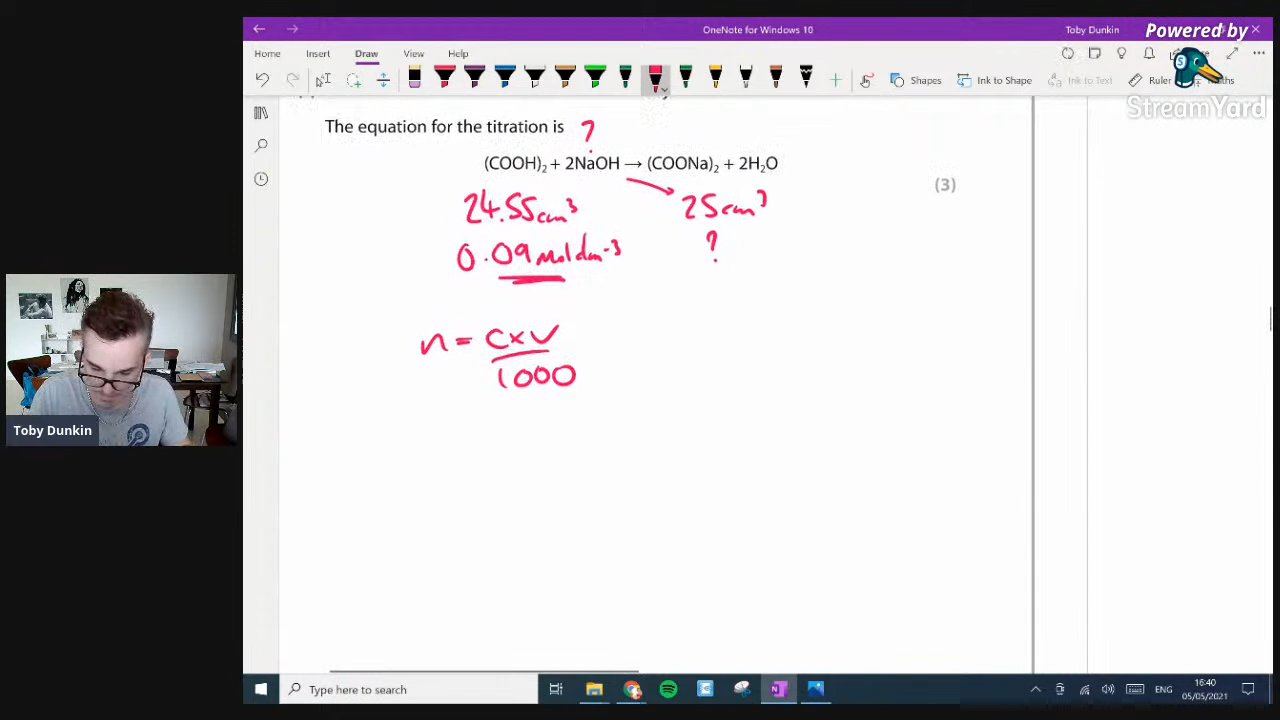 OneNote for Windows 10
Toby Dunkin
Powered by
StreamYard
Home Insert Draw View Help
Shapes Ink to Shape Ink to Text Ruler Maths
The equation for the titration is ?
(COOH)₂ + 2NaOH → (COONa)₂ + 2H₂O
(3)
24.55cm³ 25cm³
0.09moldm-3 ?
n = C×V
1000
Toby Dunkin
Type here to search
ENG
16:40
05/05/2021